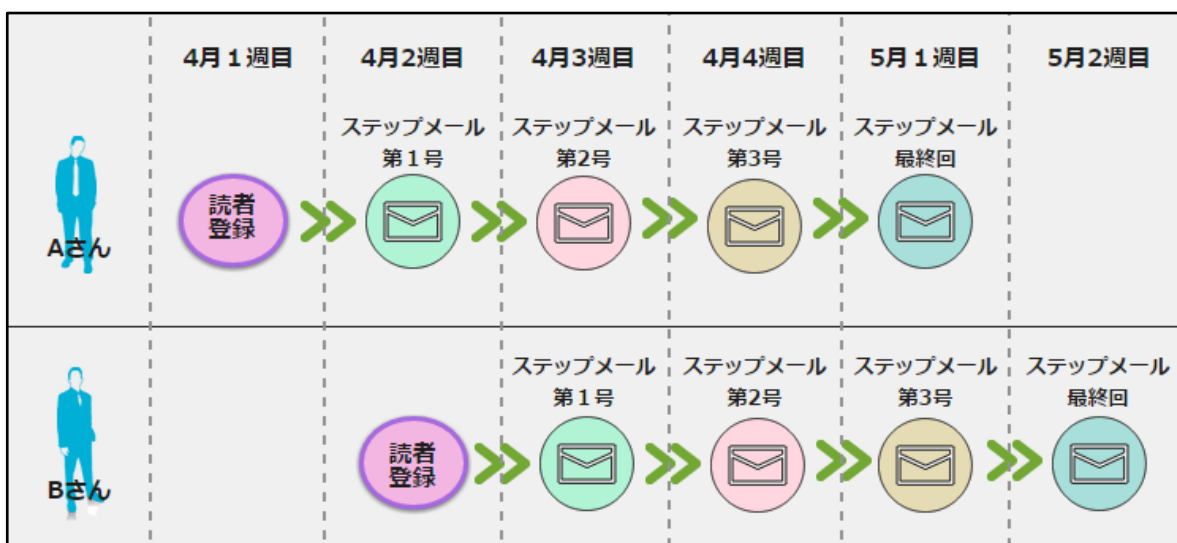 4月１週目
4月2週目
4月3週目
4月4週目
5月１週目
5月2週目
Aさん
読者
登録
ステップメール
第１号
ステップメール
第2号
ステップメール
第3号
ステップメール
最終回
Bさん
読者
登録
ステップメール
第１号
ステップメール
第2号
ステップメール
第3号
ステップメール
最終回